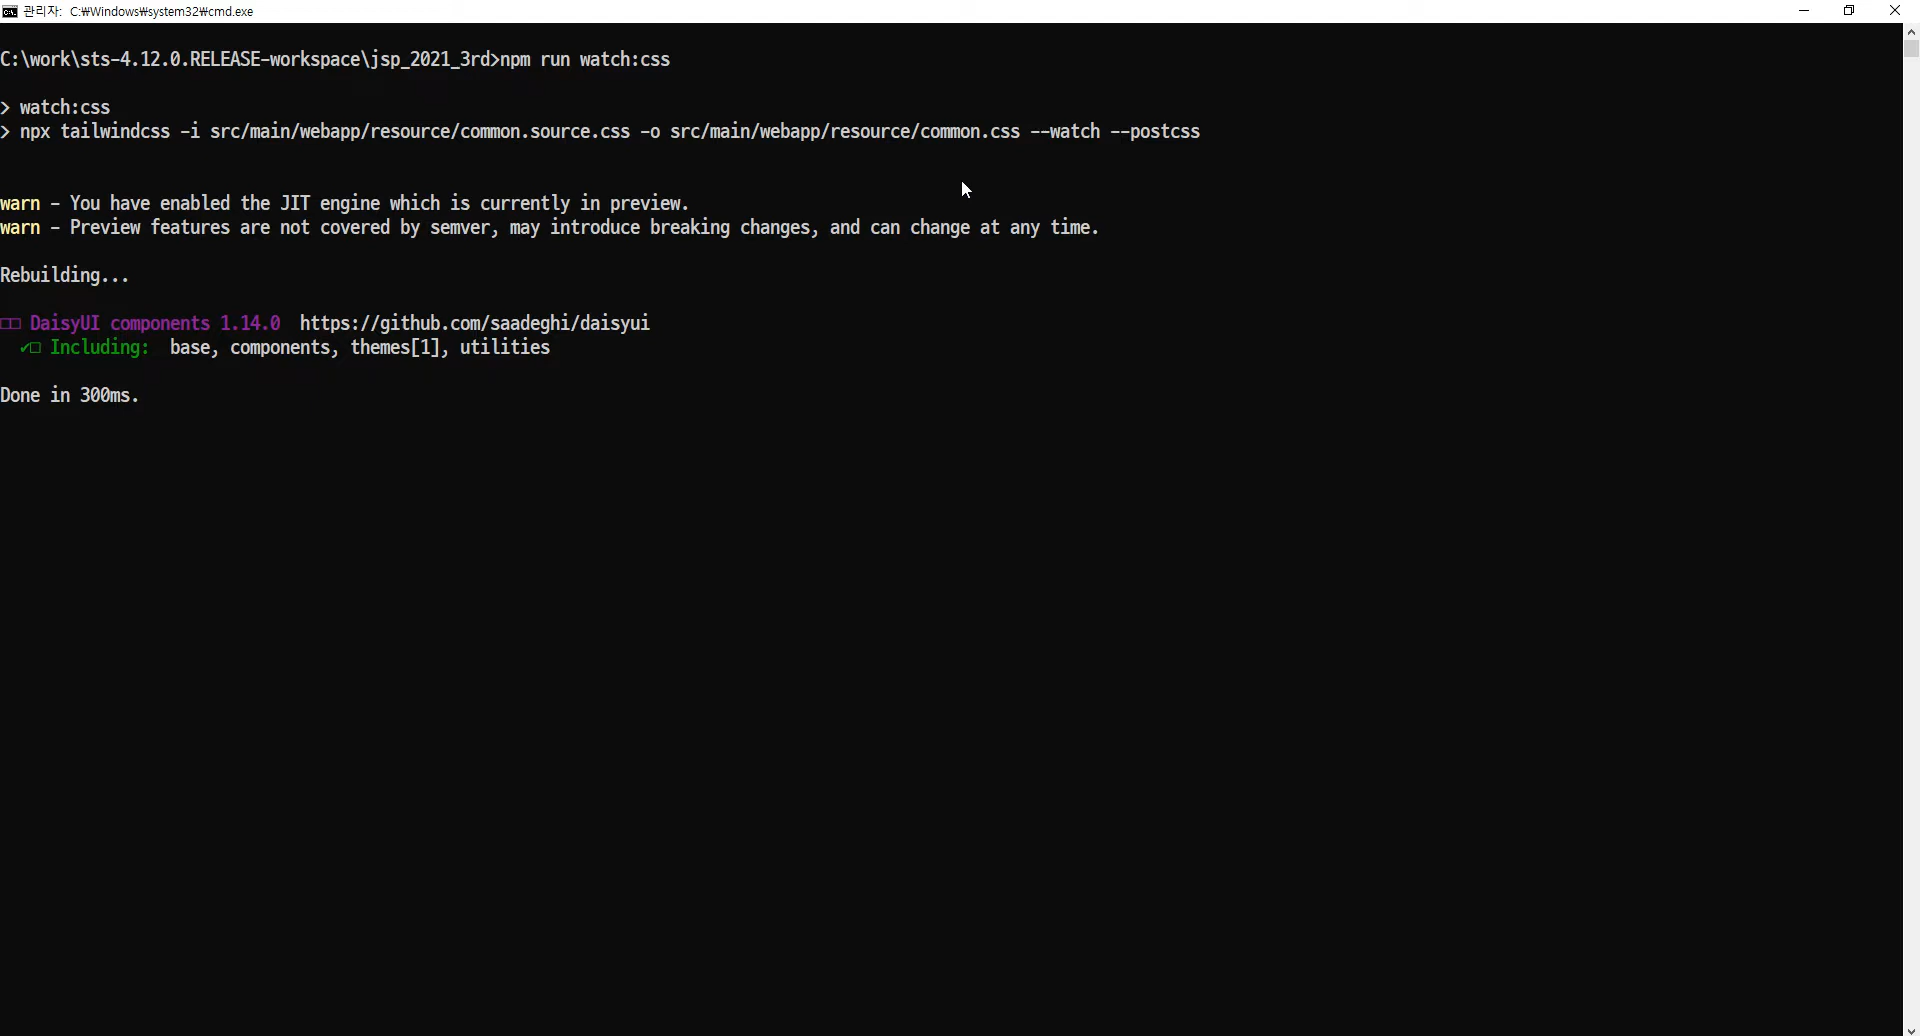 관리자: C:₩Windows₩system32₩cmd.exe
C:\work\sts-4.12.0.RELEASE-workspace\jsp_2021_3rd>npm run watch:css
> watch:css
> npx tailwindcss -i src/main/webapp/resource/common.source.css -o src/main/webapp/resource/common.css --watch --postcss
warn - You have enabled the JIT engine which is currently in preview.
warn - Preview features are not covered by semver, may introduce breaking changes, and can change at any time.
Rebuilding...
□□ DaisyUI components 1.14.0  https://github.com/saadeghi/daisyui
✔□ Including:  base, components, themes[1], utilities
Done in 300ms.